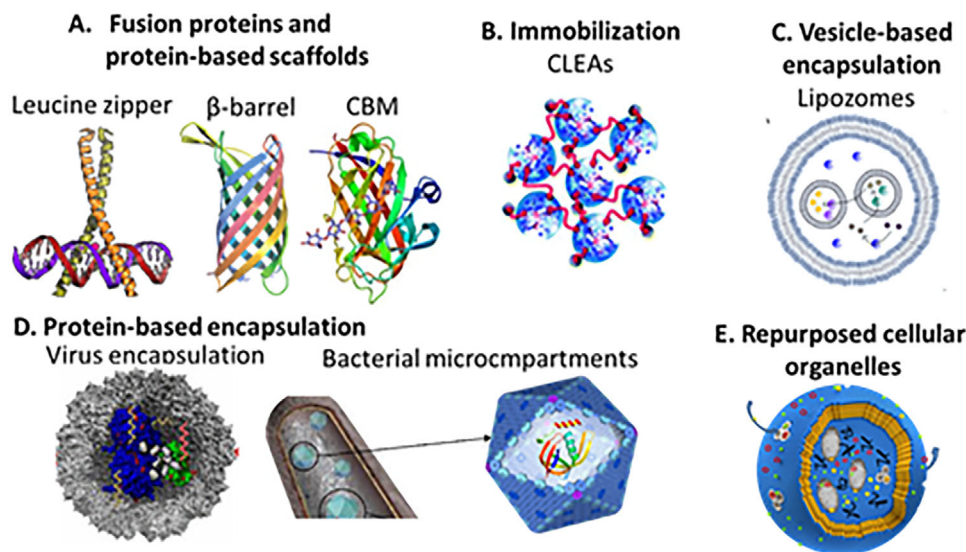 A. Fusion proteins and
protein-based scaffolds
Leucine zipper
β-barrel
CBM
B. Immobilization
CLEAs
C. Vesicle-based
encapsulation
Lipozomes
D. Protein-based encapsulation
Virus encapsulation
Bacterial microcmpartments
E. Repurposed cellular
organelles